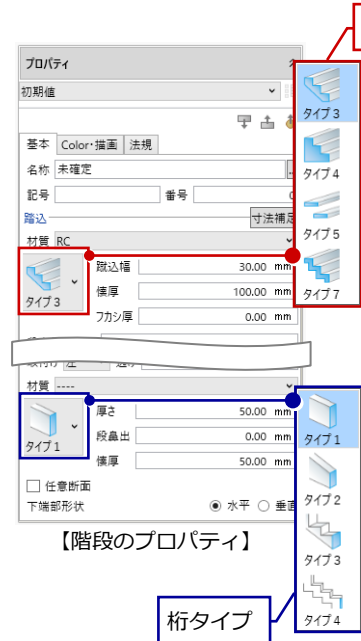 プロパティ
初期値
基本 Color・描画 法規
名称 未確定
記号 番号 0
踏込 寸法補足
材質 RC
タイプ3
蹴込幅 30.00 mm
懐厚 100.00 mm
フカシ厚 0.00 mm
材質 ----
タイプ1
厚さ 50.00 mm
段鼻出 0.00 mm
懐厚 50.00 mm
任意断面
下端部形状 水平 垂直
【階段のプロパティ】
タイプ3
タイプ4
タイプ5
タイプ7
タイプ1
タイプ2
タイプ3
タイプ4
桁タイプ